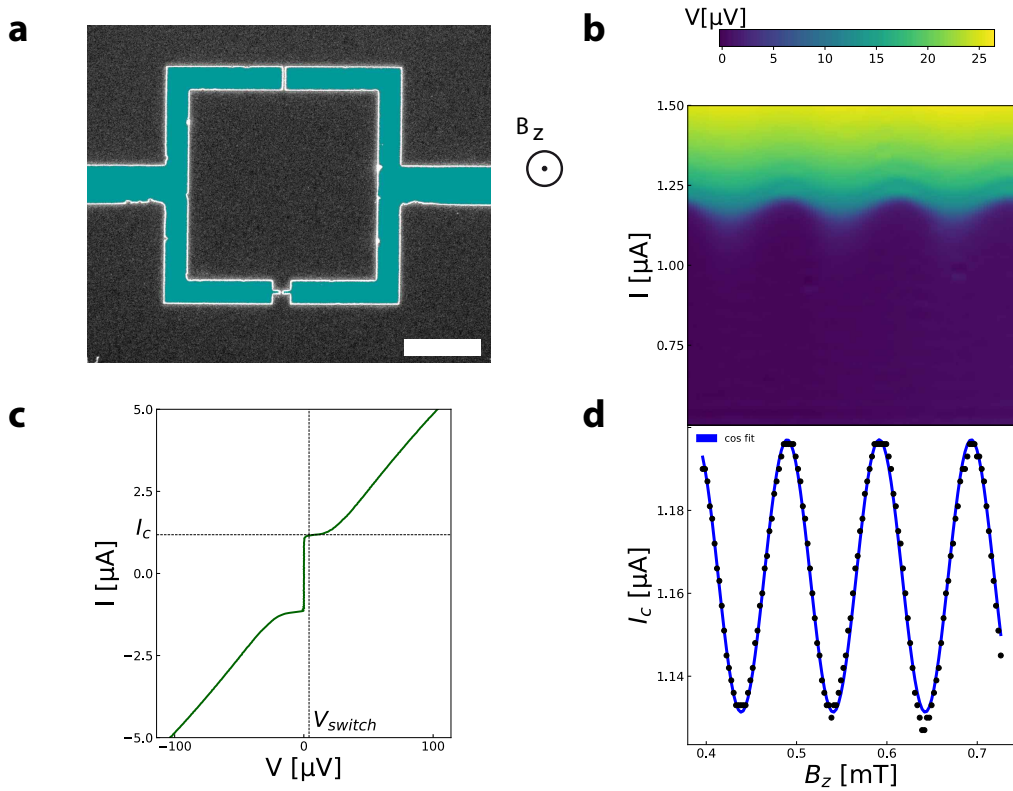 a
B z
b
V[μV]
0 5 10 15 20 25
1.50
1.25
1.00
0.75
I [μA]
c
5.0
2.5
I_c
0.0
−2.5
−5.0
I [μA]
V_switch
−100 0 100
V [μV]
d
cos fit
1.18
1.16
1.14
I_c [μA]
0.4 0.5 0.6 0.7
B_z [mT]